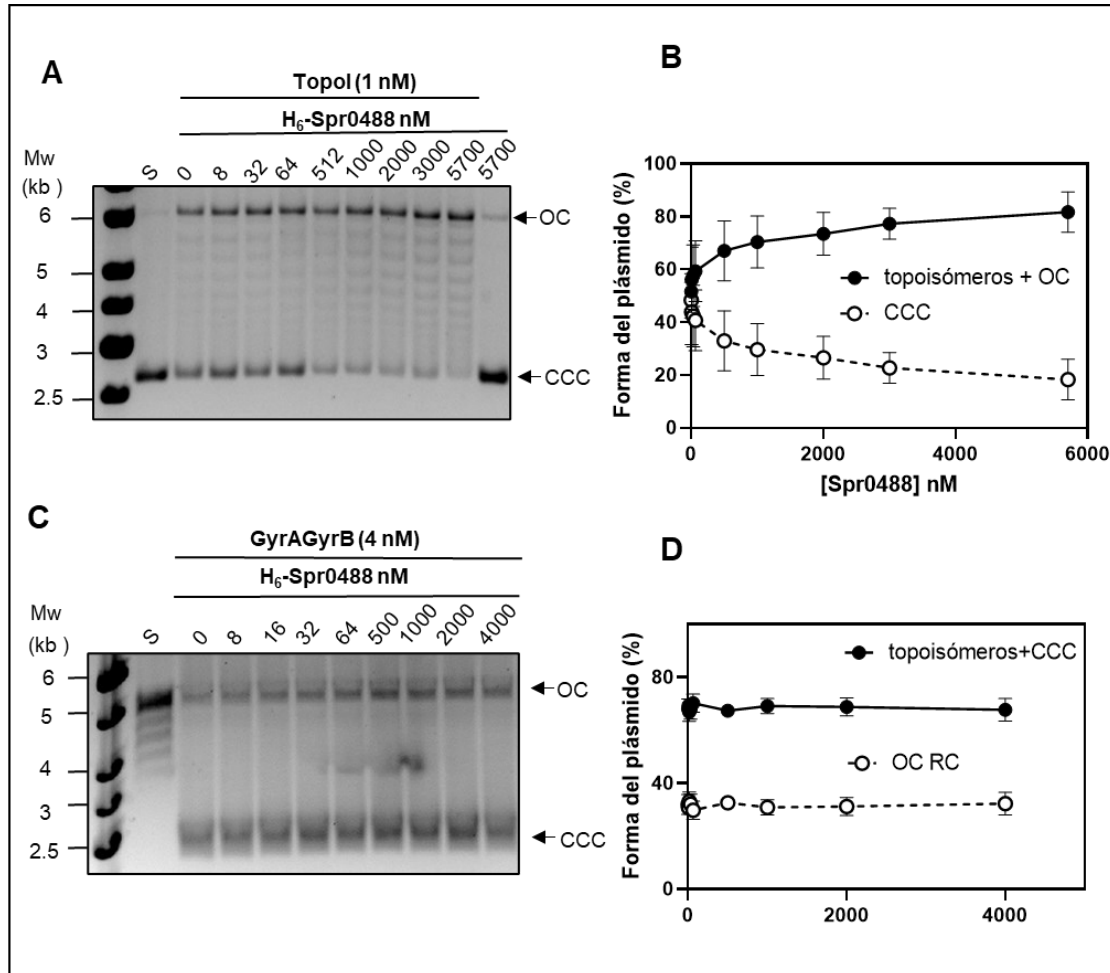 A
TopoI (1 nM)
H₆-Spr0488 nM
Mw
(kb )
S
0
8
32
64
512
1000
2000
3000
5700
5700
6
5
4
3
2.5
OC
CCC
B
Forma del plásmido (%)
100
80
60
40
20
0
topoisómeros + OC
CCC
0
2000
4000
6000
[Spr0488] nM
C
GyrAGyrB (4 nM)
H₆-Spr0488 nM
Mw
(kb )
S
0
8
16
32
64
500
1000
2000
4000
6
5
4
3
2.5
OC
CCC
D
Forma del plásmido (%)
80
40
0
topoisómeros+CCC
OC RC
0
2000
4000